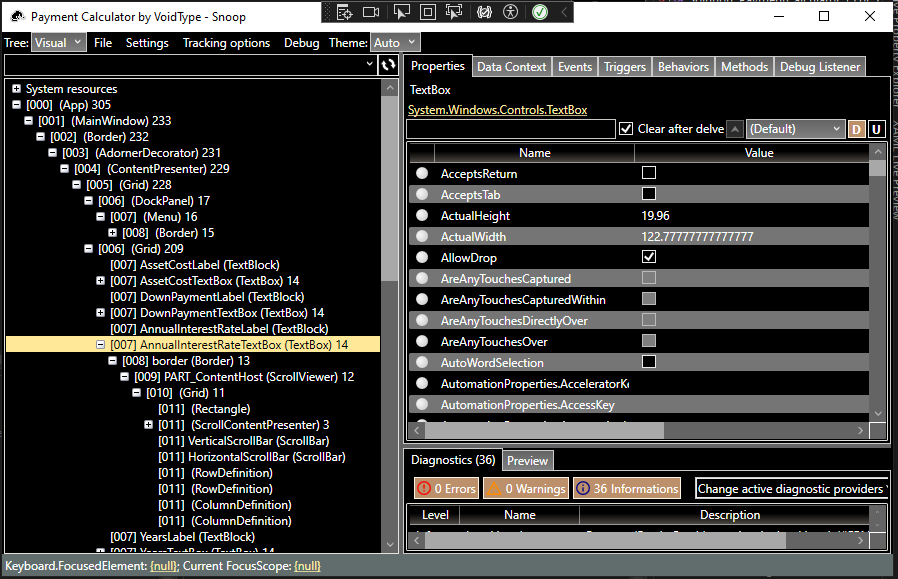 Payment Calculator by VoidType - Snoop
Tree: Visual File Settings Tracking options Debug Theme: Auto
System resources
[000] (App) 305
[001] (MainWindow) 233
[002] (Border) 232
[003] (AdornerDecorator) 231
[004] (ContentPresenter) 229
[005] (Grid) 228
[006] (DockPanel) 17
[007] (Menu) 16
[008] (Border) 15
[006] (Grid) 209
[007] AssetCostLabel (TextBlock)
[007] AssetCostTextBox (TextBox) 14
[007] DownPaymentLabel (TextBlock)
[007] DownPaymentTextBox (TextBox) 14
[007] AnnualInterestRateLabel (TextBlock)
[007] AnnualInterestRateTextBox (TextBox) 14
[008] border (Border) 13
[009] PART_ContentHost (ScrollViewer) 12
[010] (Grid) 11
[011] (Rectangle)
[011] (ScrollContentPresenter) 3
[011] VerticalScrollBar (ScrollBar)
[011] HorizontalScrollBar (ScrollBar)
[011] (RowDefinition)
[011] (RowDefinition)
[011] (ColumnDefinition)
[011] (ColumnDefinition)
[007] YearsLabel (TextBlock)
[007] YearsTextBox (TextBox) 14
Properties Data Context Events Triggers Behaviors Methods Debug Listener
TextBox
System.Windows.Controls.TextBox
Clear after delve (Default) D U
Name Value
AcceptsReturn
AcceptsTab
ActualHeight 19.96
ActualWidth 122.77777777777777
AllowDrop
AreAnyTouchesCaptured
AreAnyTouchesCapturedWithin
AreAnyTouchesDirectlyOver
AreAnyTouchesOver
AutoWordSelection
AutomationProperties.AcceleratorKe
AutomationProperties.AccessKey
Diagnostics (36) Preview
0 Errors 0 Warnings 36 Informations Change active diagnostic providers
Level Name Description
Keyboard.FocusedElement: {null}; Current FocusScope: {null}